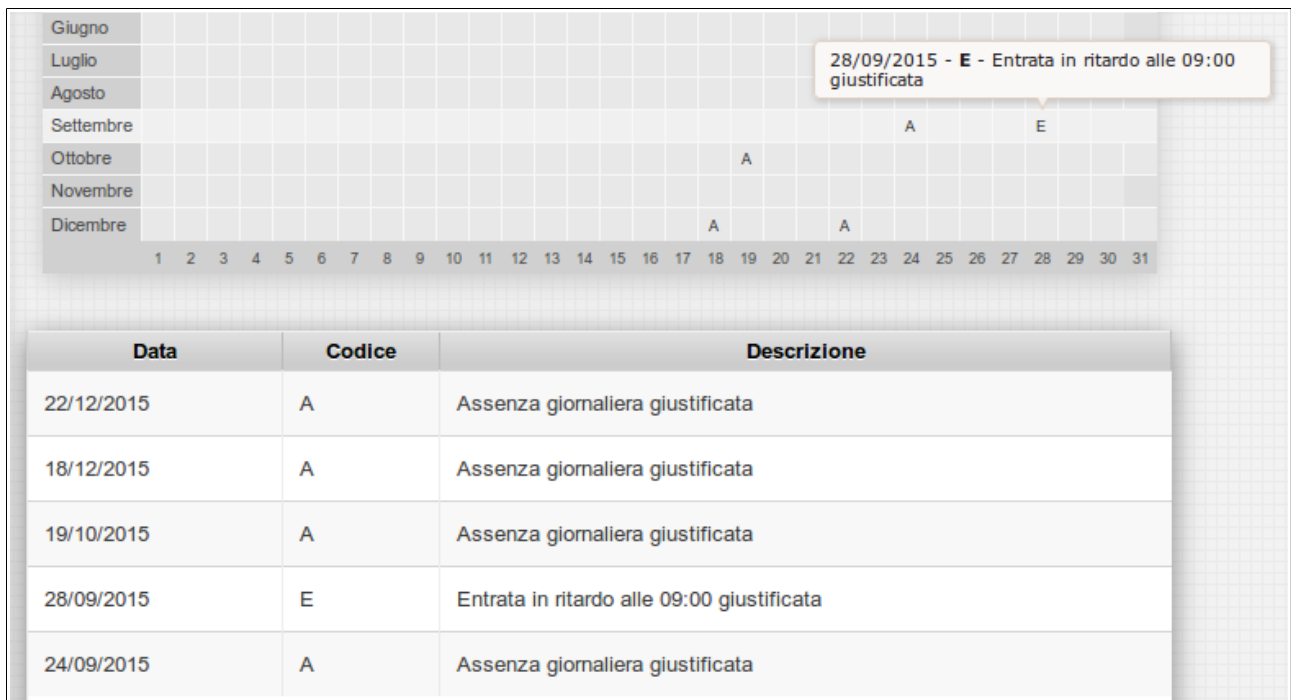 Giugno
Luglio
28/09/2015 - E - Entrata in ritardo alle 09:00
giustificata
Agosto
Settembre A E
Ottobre A
Novembre
Dicembre A A
1 2 3 4 5 6 7 8 9 10 11 12 13 14 15 16 17 18 19 20 21 22 23 24 25 26 27 28 29 30 31
Data Codice Descrizione
22/12/2015 A Assenza giornaliera giustificata
18/12/2015 A Assenza giornaliera giustificata
19/10/2015 A Assenza giornaliera giustificata
28/09/2015 E Entrata in ritardo alle 09:00 giustificata
24/09/2015 A Assenza giornaliera giustificata